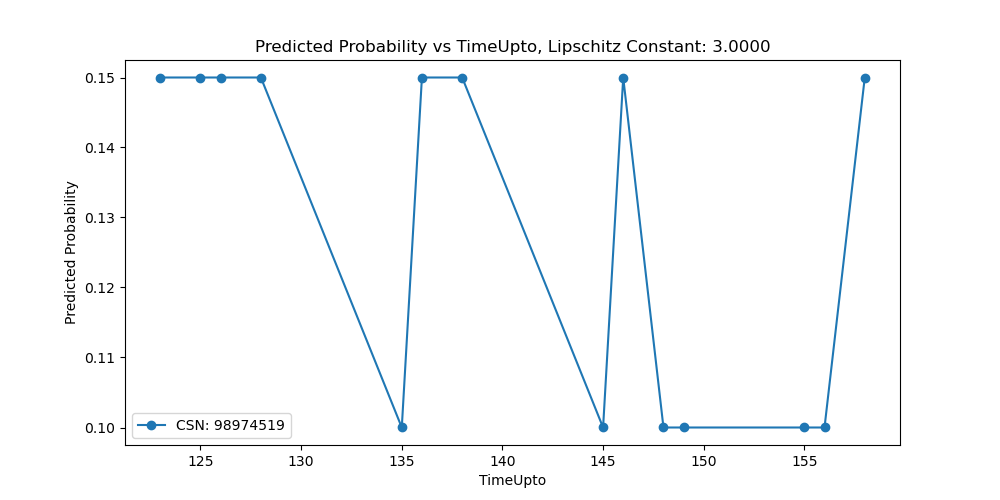 Predicted Probability vs TimeUpto, Lipschitz Constant: 3.0000
Predicted Probability
0.15
0.14
0.13
0.12
0.11
0.10
CSN: 98974519
125 130 135 140 145 150 155
TimeUpto